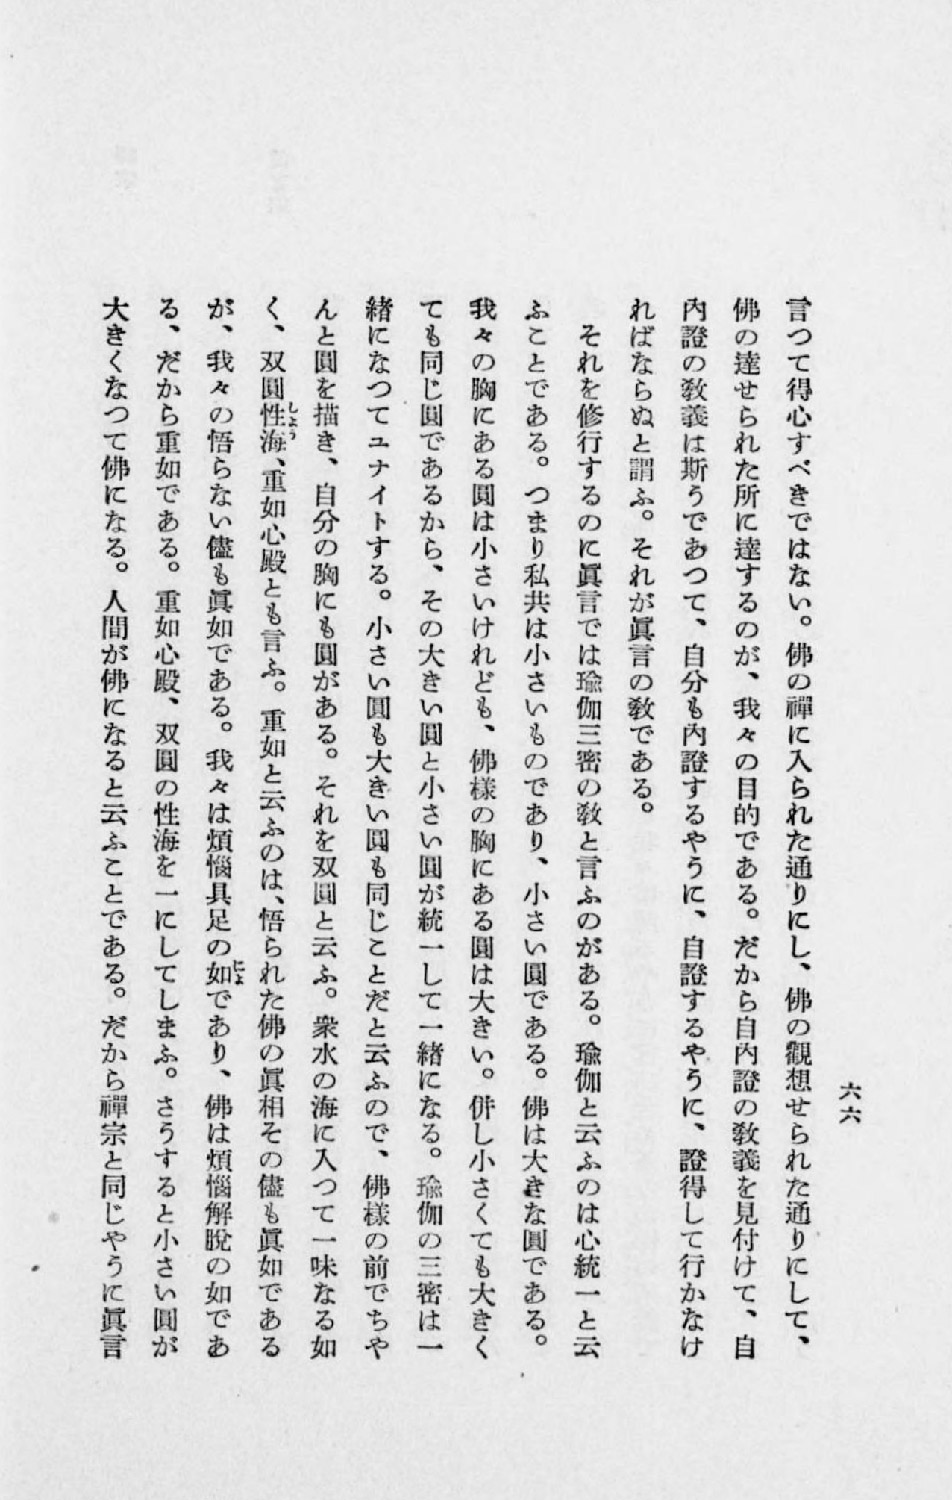 六六
言つて得心すべきではない。佛の禪に入られた通りにし、佛の觀想せられた通りにして、
佛の達せられた所に達するのが、我々の目的である。だから自內證の敎義を見付けて、自
內證の敎義は斯うであつて、自分も內證するやうに、自證するやうに、證得して行かなけ
ればならぬと謂ふ。それが眞言の敎である。
それを修行するのに眞言では瑜伽三密の敎と言ふのがある。瑜伽と云ふのは心統一と云
ふことである。つまり私共は小さいものであり、小さい圓である。佛は大きな圓である。
我々の胸にある圓は小さいけれども、佛樣の胸にある圓は大きい。併し小さくても大きく
ても同じ圓であるから、その大きい圓と小さい圓が統一して一緒になる。瑜伽の三密は一
緒になつてユナイトする。小さい圓も大きい圓も同じことだと云ふので、佛樣の前でちや
んと圓を描き、自分の胸にも圓がある。それを双圓と云ふ。衆水の海に入つて一味なる如
く、双圓性海、重如心殿とも言ふ。重如と云ふのは、悟られた佛の眞相その儘も眞如である
が、我々の悟らない儘も眞如である。我々は煩惱具足の如であり、佛は煩惱解脫の如であ
る、だから重如である。重如心殿、双圓の性海を一にしてしまふ。さうすると小さい圓が
大きくなつて佛になる。人間が佛になると云ふことである。だから禪宗と同じやうに眞言